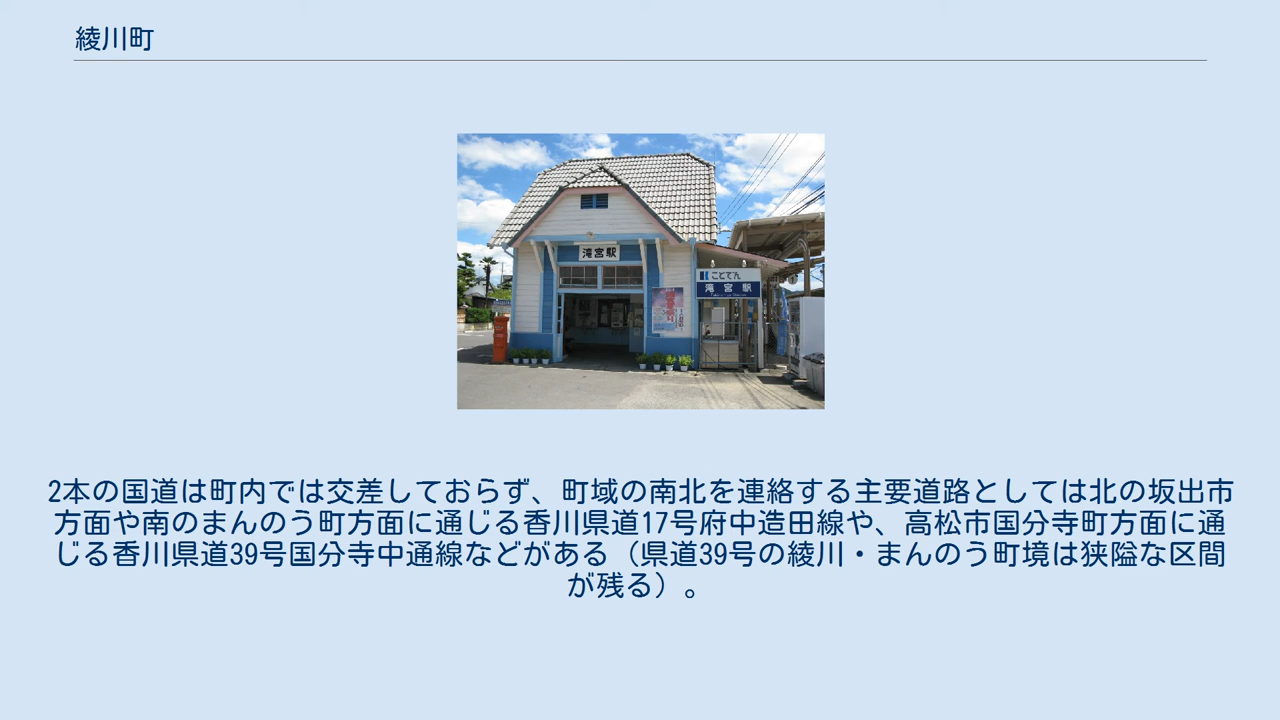 綾川町
滝宮駅
ことでん
滝宮駅
2本の国道は町内では交差しておらず、町域の南北を連絡する主要道路としては北の坂出市
方面や南のまんのう町方面に通じる香川県道17号府中造田線や、高松市国分寺町方面に通
じる香川県道39号国分寺中通線などがある（県道39号の綾川・まんのう町境は狭隘な区間
が残る）。